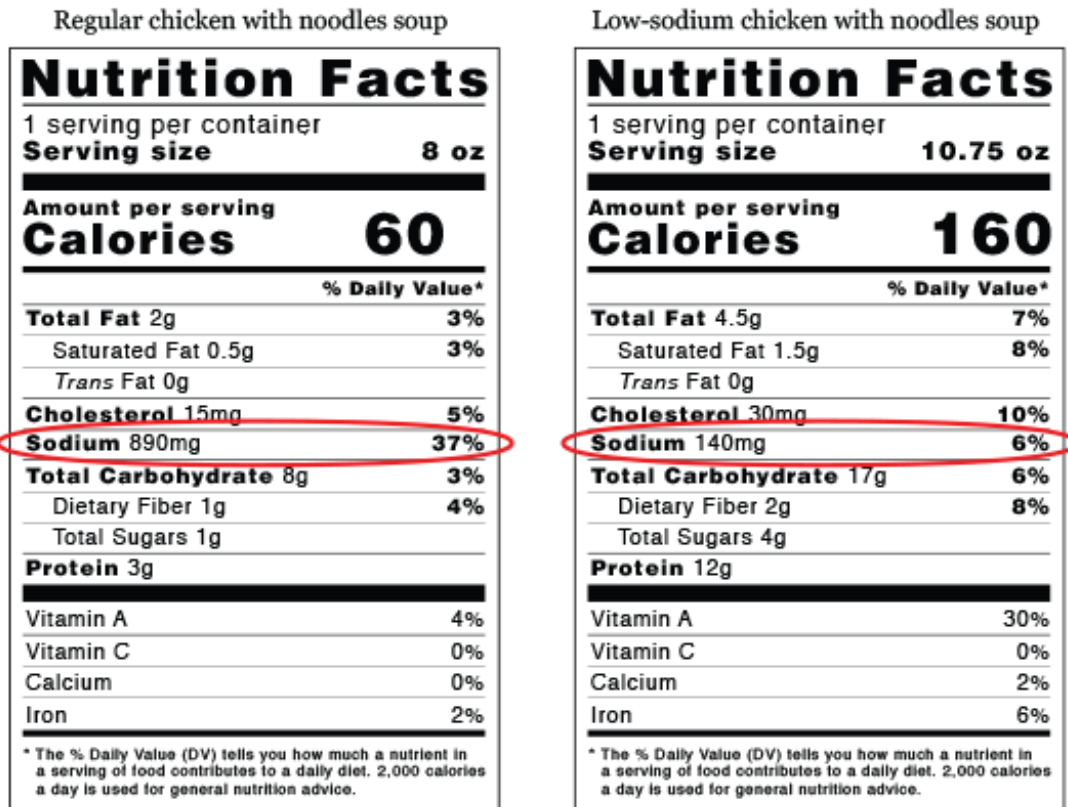 Regular chicken with noodles soup
Nutrition Facts
1 serving per container
Serving size 8 oz
Amount per serving
Calories 60
% Daily Value*
Total Fat 2g 3%
Saturated Fat 0.5g 3%
Trans Fat 0g
Cholesterol 15mg 5%
Sodium 890mg 37%
Total Carbohydrate 8g 3%
Dietary Fiber 1g 4%
Total Sugars 1g
Protein 3g
Vitamin A 4%
Vitamin C 0%
Calcium 0%
Iron 2%
* The % Daily Value (DV) tells you how much a nutrient in
a serving of food contributes to a daily diet. 2,000 calories
a day is used for general nutrition advice.
Low-sodium chicken with noodles soup
Nutrition Facts
1 serving per container
Serving size 10.75 oz
Amount per serving
Calories 160
% Daily Value*
Total Fat 4.5g 7%
Saturated Fat 1.5g 8%
Trans Fat 0g
Cholesterol 30mg 10%
Sodium 140mg 6%
Total Carbohydrate 17g 6%
Dietary Fiber 2g 8%
Total Sugars 4g
Protein 12g
Vitamin A 30%
Vitamin C 0%
Calcium 2%
Iron 6%
* The % Daily Value (DV) tells you how much a nutrient in
a serving of food contributes to a daily diet. 2,000 calories
a day is used for general nutrition advice.